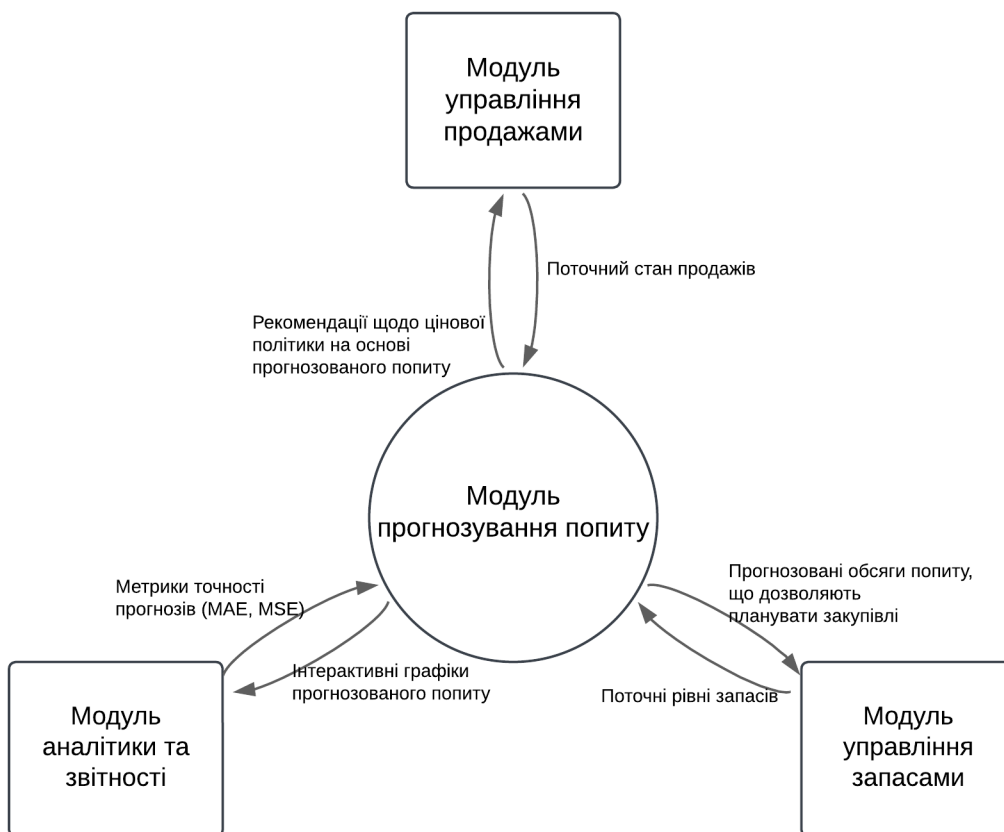 Модуль
управління
продажами
Поточний стан продажів
Рекомендації щодо цінової
політики на основі
прогнозованого попиту
Модуль
прогнозування попиту
Метрики точності
прогнозів (MAE, MSE)
Прогнозовані обсяги попиту,
що дозволяють
планувати закупівлі
Інтерактивні графіки
прогнозованого попиту
Поточні рівні запасів
Модуль
аналітики та
звітності
Модуль
управління
запасами